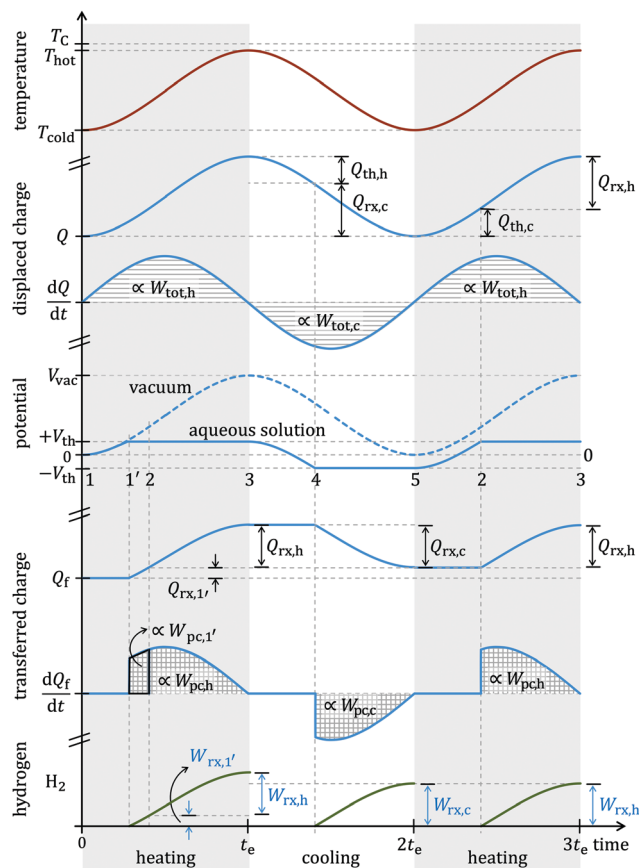 temperature
T_C
T_hot
T_cold
displaced charge
Q
Q_th,h
Q_rx,c
Q_rx,h
Q_th,c
dQ
dt
∝ W_tot,h
∝ W_tot,c
∝ W_tot,h
potential
V_vac
vacuum
+V_th
aqueous solution
0
0
−V_th
1 1′ 2 3 4 5 2 3
transferred charge
Q_f
Q_rx,1′
Q_rx,h
Q_rx,c
Q_rx,h
∝ W_pc,1′
dQ_f
dt
∝ W_pc,h
∝ W_pc,c
∝ W_pc,h
hydrogen
H₂
W_rx,1′
W_rx,h
W_rx,c
W_rx,h
0 t_e 2t_e 3t_e time
heating cooling heating